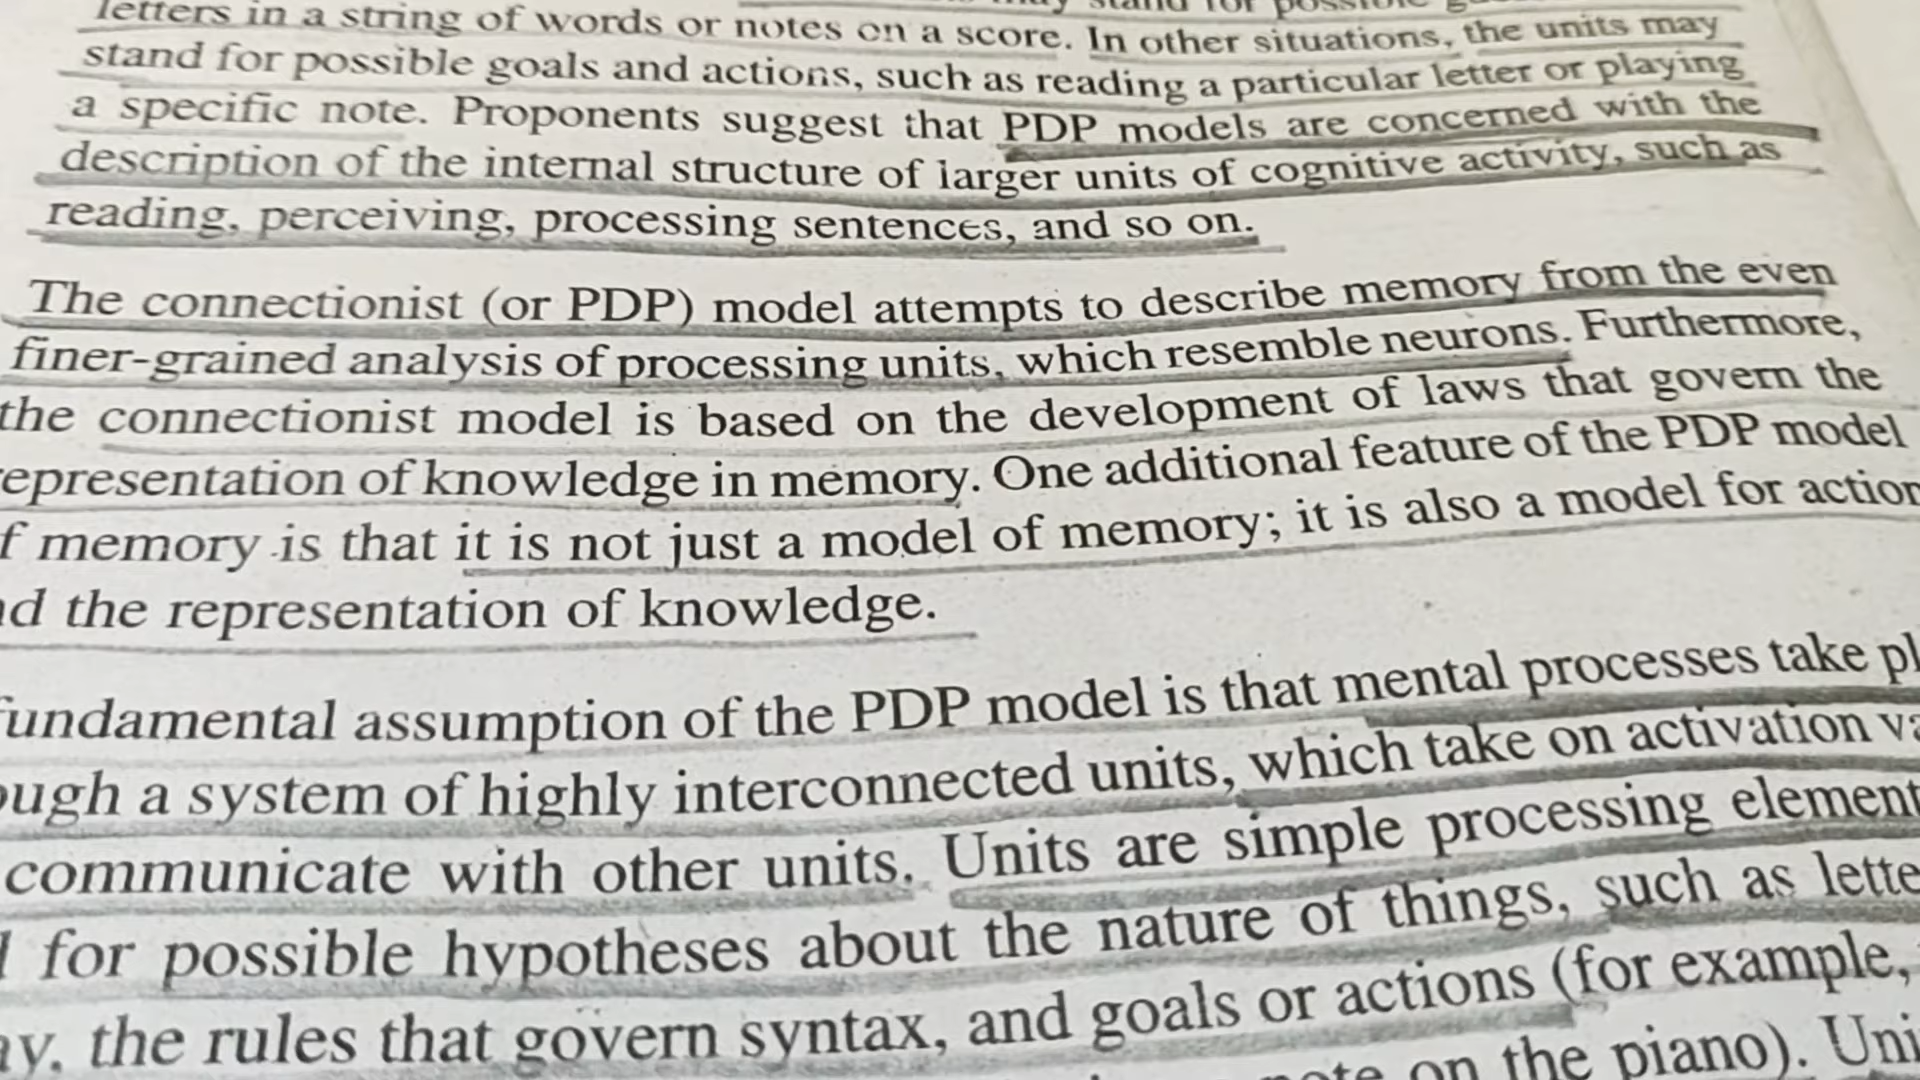 letters in a string of words or notes on a score. In other situations, the units may
stand for possible goals and actions, such as reading a particular letter or playing
a specific note. Proponents suggest that PDP models are concerned with the
description of the internal structure of larger units of cognitive activity, such as
reading, perceiving, processing sentences, and so on.
The connectionist (or PDP) model attempts to describe memory from the even
finer-grained analysis of processing units, which resemble neurons. Furthermore,
the connectionist model is based on the development of laws that govern the
epresentation of knowledge in memory. One additional feature of the PDP model
f memory is that it is not just a model of memory; it is also a model for action
nd the representation of knowledge.
undamental assumption of the PDP model is that mental processes take pl
ough a system of highly interconnected units, which take on activation va
communicate with other units. Units are simple processing element
for possible hypotheses about the nature of things, such as lette
ay, the rules that govern syntax, and goals or actions (for example,
note on the piano). Uni